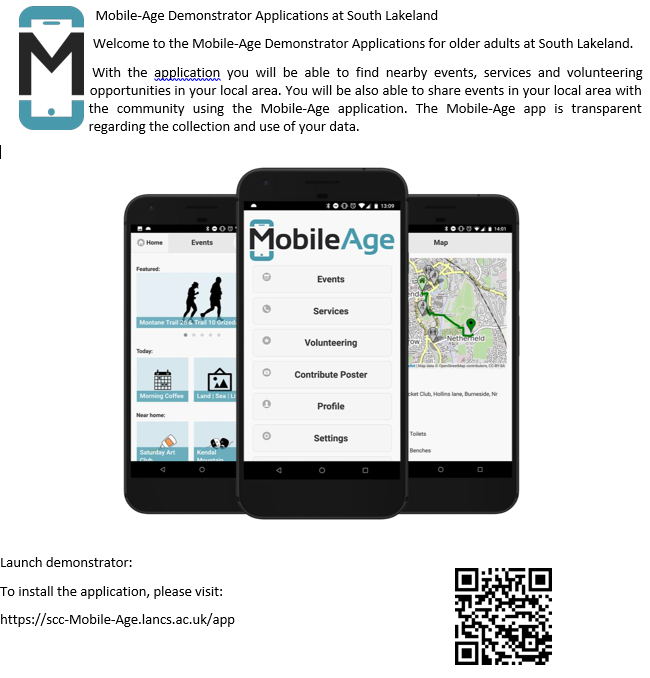 Mobile-Age Demonstrator Applications at South Lakeland
Welcome to the Mobile-Age Demonstrator Applications for older adults at South Lakeland.
With the application you will be able to find nearby events, services and volunteering
opportunities in your local area. You will be also able to share events in your local area with
the community using the Mobile-Age application. The Mobile-Age app is transparent
regarding the collection and use of your data.
Home Events
Featured:
Montane Trail 26 & Trail 10
Today:
Morning Coffee Land | Sea |
Near home:
Saturday Art Club
Kendal Mountain
13:09
MobileAge
Events
Services
Volunteering
Contribute Poster
Profile
Settings
14:01
Map
Netherfield
Map data © OpenStreetMap contributors, CC-BY-SA
Club, Hollins lane, Burneside, Nr
Toilets
Benches
Launch demonstrator:
To install the application, please visit:
https://scc-Mobile-Age.lancs.ac.uk/app